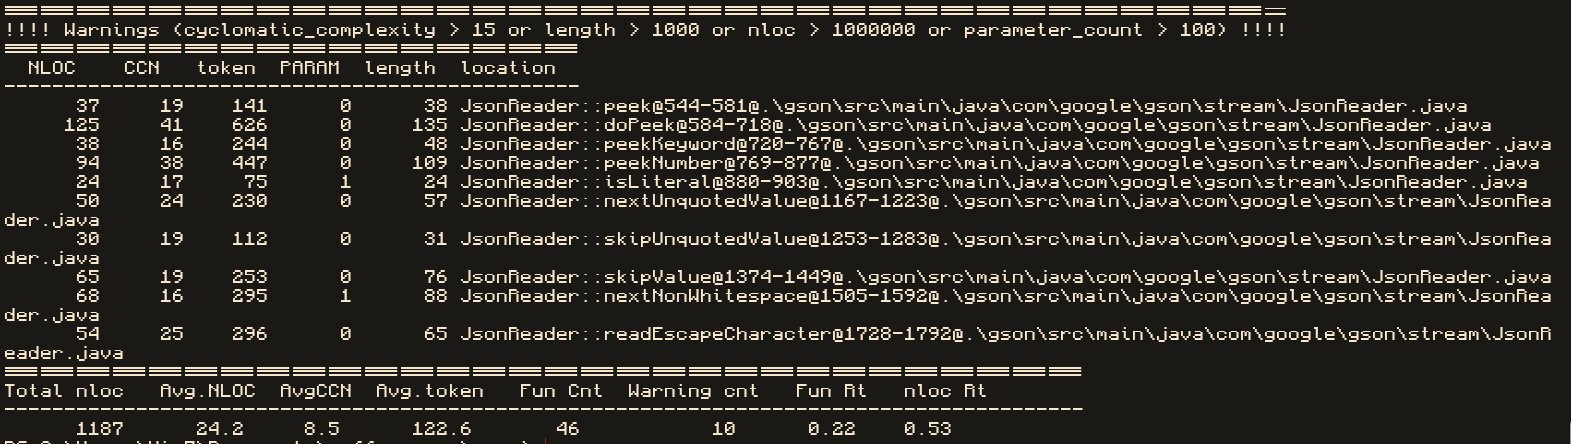 ================================================================================================
!!!! Warnings (cyclomatic_complexity > 15 or length > 1000 or nloc > 1000000 or parameter_count > 100) !!!!
================================================
  NLOC    CCN   token  PARAM  length  location
------------------------------------------------
      37     19    141      0      38 JsonReader::peek@544-581@.\gson\src\main\java\com\google\gson\stream\JsonReader.java
     125     41    626      0     135 JsonReader::doPeek@584-718@.\gson\src\main\java\com\google\gson\stream\JsonReader.java
      38     16    244      0      48 JsonReader::peekKeyword@720-767@.\gson\src\main\java\com\google\gson\stream\JsonReader.java
      94     38    447      0     109 JsonReader::peekNumber@769-877@.\gson\src\main\java\com\google\gson\stream\JsonReader.java
      24     17     75      1      24 JsonReader::isLiteral@880-903@.\gson\src\main\java\com\google\gson\stream\JsonReader.java
      50     24    230      0      57 JsonReader::nextUnquotedValue@1167-1223@.\gson\src\main\java\com\google\gson\stream\JsonRea
der.java
      30     19    112      0      31 JsonReader::skipUnquotedValue@1253-1283@.\gson\src\main\java\com\google\gson\stream\JsonRea
der.java
      65     19    253      0      76 JsonReader::skipValue@1374-1449@.\gson\src\main\java\com\google\gson\stream\JsonReader.java
      68     16    295      1      88 JsonReader::nextNonWhitespace@1505-1592@.\gson\src\main\java\com\google\gson\stream\JsonRea
der.java
      54     25    296      0      65 JsonReader::readEscapeCharacter@1728-1792@.\gson\src\main\java\com\google\gson\stream\JsonR
eader.java
==========================================================================================
Total nloc   Avg.NLOC  AvgCCN  Avg.token   Fun Cnt  Warning cnt   Fun Rt   nloc Rt
------------------------------------------------------------------------------------------
      1187      24.2     8.5      122.6       46           10      0.22    0.53